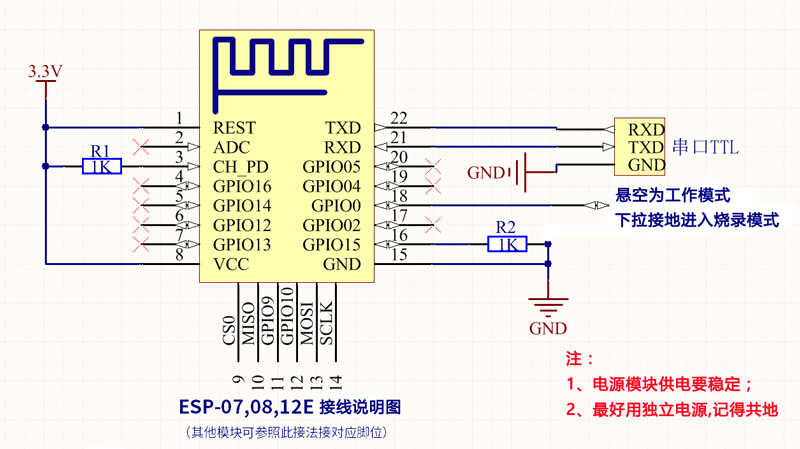 3.3V
R1
1K
1 REST
2 ADC
3 CH_PD
4 GPIO16
5 GPIO14
6 GPIO12
7 GPIO13
8 VCC
TXD 22
RXD 21
GPIO05 20
GPIO04 19
GPIO0 18
GPIO02 17
GPIO15 16
GND 15
CS0 9
MISO 10
GPIO9 11
GPIO10 12
MOSI 13
SCLK 14
RXD
TXD
GND
串口TTL
GND
悬空为工作模式
下拉接地进入烧录模式
R2
1K
GND
注：
1、电源模块供电要稳定；
2、最好用独立电源,记得共地
ESP-07,08,12E 接线说明图
（其他模块可参照此接法接对应脚位）